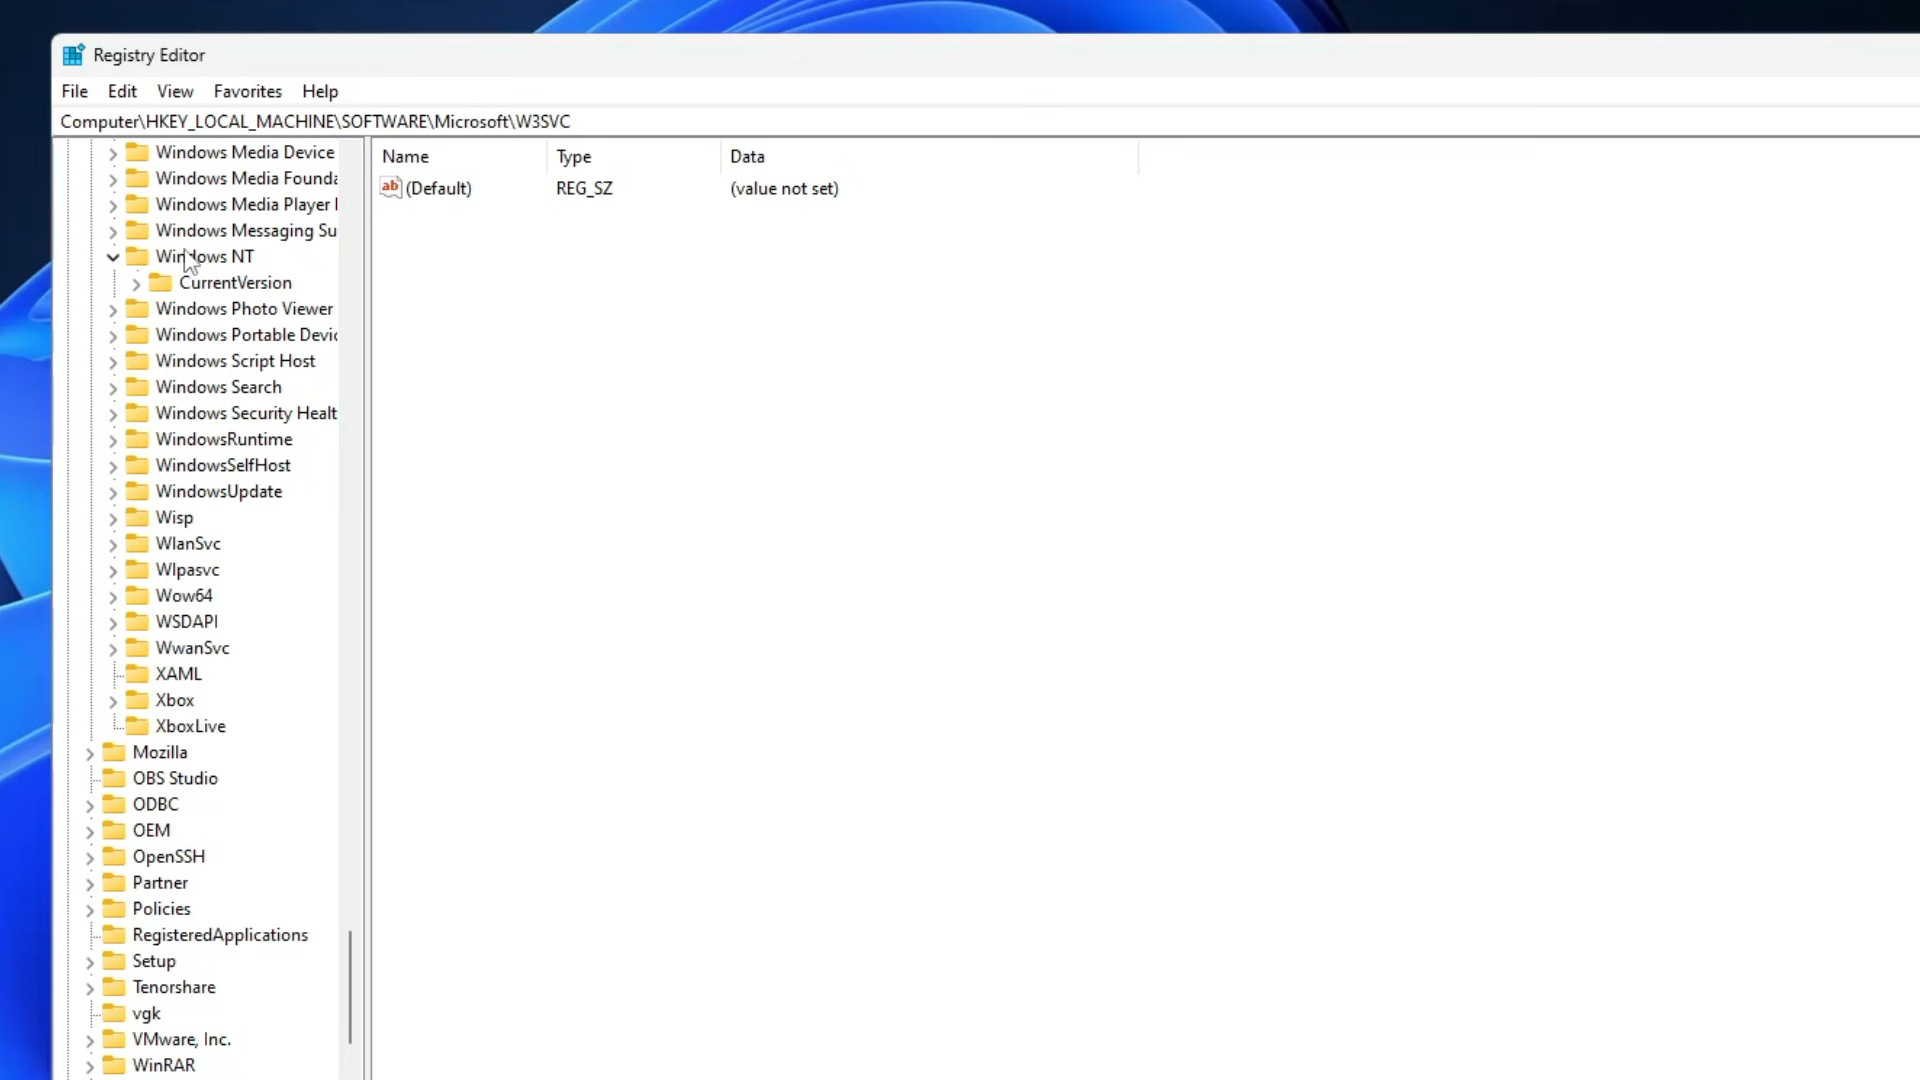 Registry Editor
File Edit View Favorites Help
Computer\HKEY_LOCAL_MACHINE\SOFTWARE\Microsoft\W3SVC
Name Type Data
ab (Default) REG_SZ (value not set)
Windows Media Device
Windows Media Founda
Windows Media Player
Windows Messaging Su
Windows NT
CurrentVersion
Windows Photo Viewer
Windows Portable Devic
Windows Script Host
Windows Search
Windows Security Healt
WindowsRuntime
WindowsSelfHost
WindowsUpdate
Wisp
WlanSvc
Wlpasvc
Wow64
WSDAPI
WwanSvc
XAML
Xbox
XboxLive
Mozilla
OBS Studio
ODBC
OEM
OpenSSH
Partner
Policies
RegisteredApplications
Setup
Tenorshare
vgk
VMware, Inc.
WinRAR